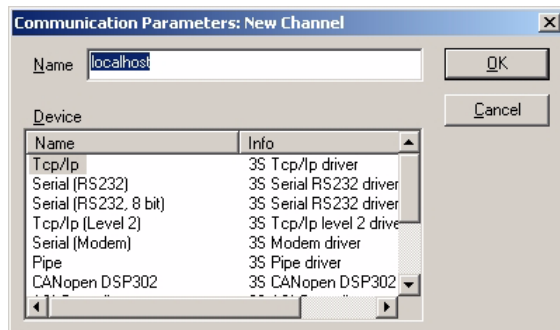 Communication Parameters: New Channel
Name localhost OK
Cancel
Device
Name Info
Tcp/Ip 3S Tcp/Ip driver
Serial (RS232) 3S Serial RS232 driver
Serial (RS232, 8 bit) 3S Serial RS232 driver
Tcp/Ip (Level 2) 3S Tcp/Ip level 2 drive
Serial (Modem) 3S Modem driver
Pipe 3S Pipe driver
CANopen DSP302 3S CANopen DSP302